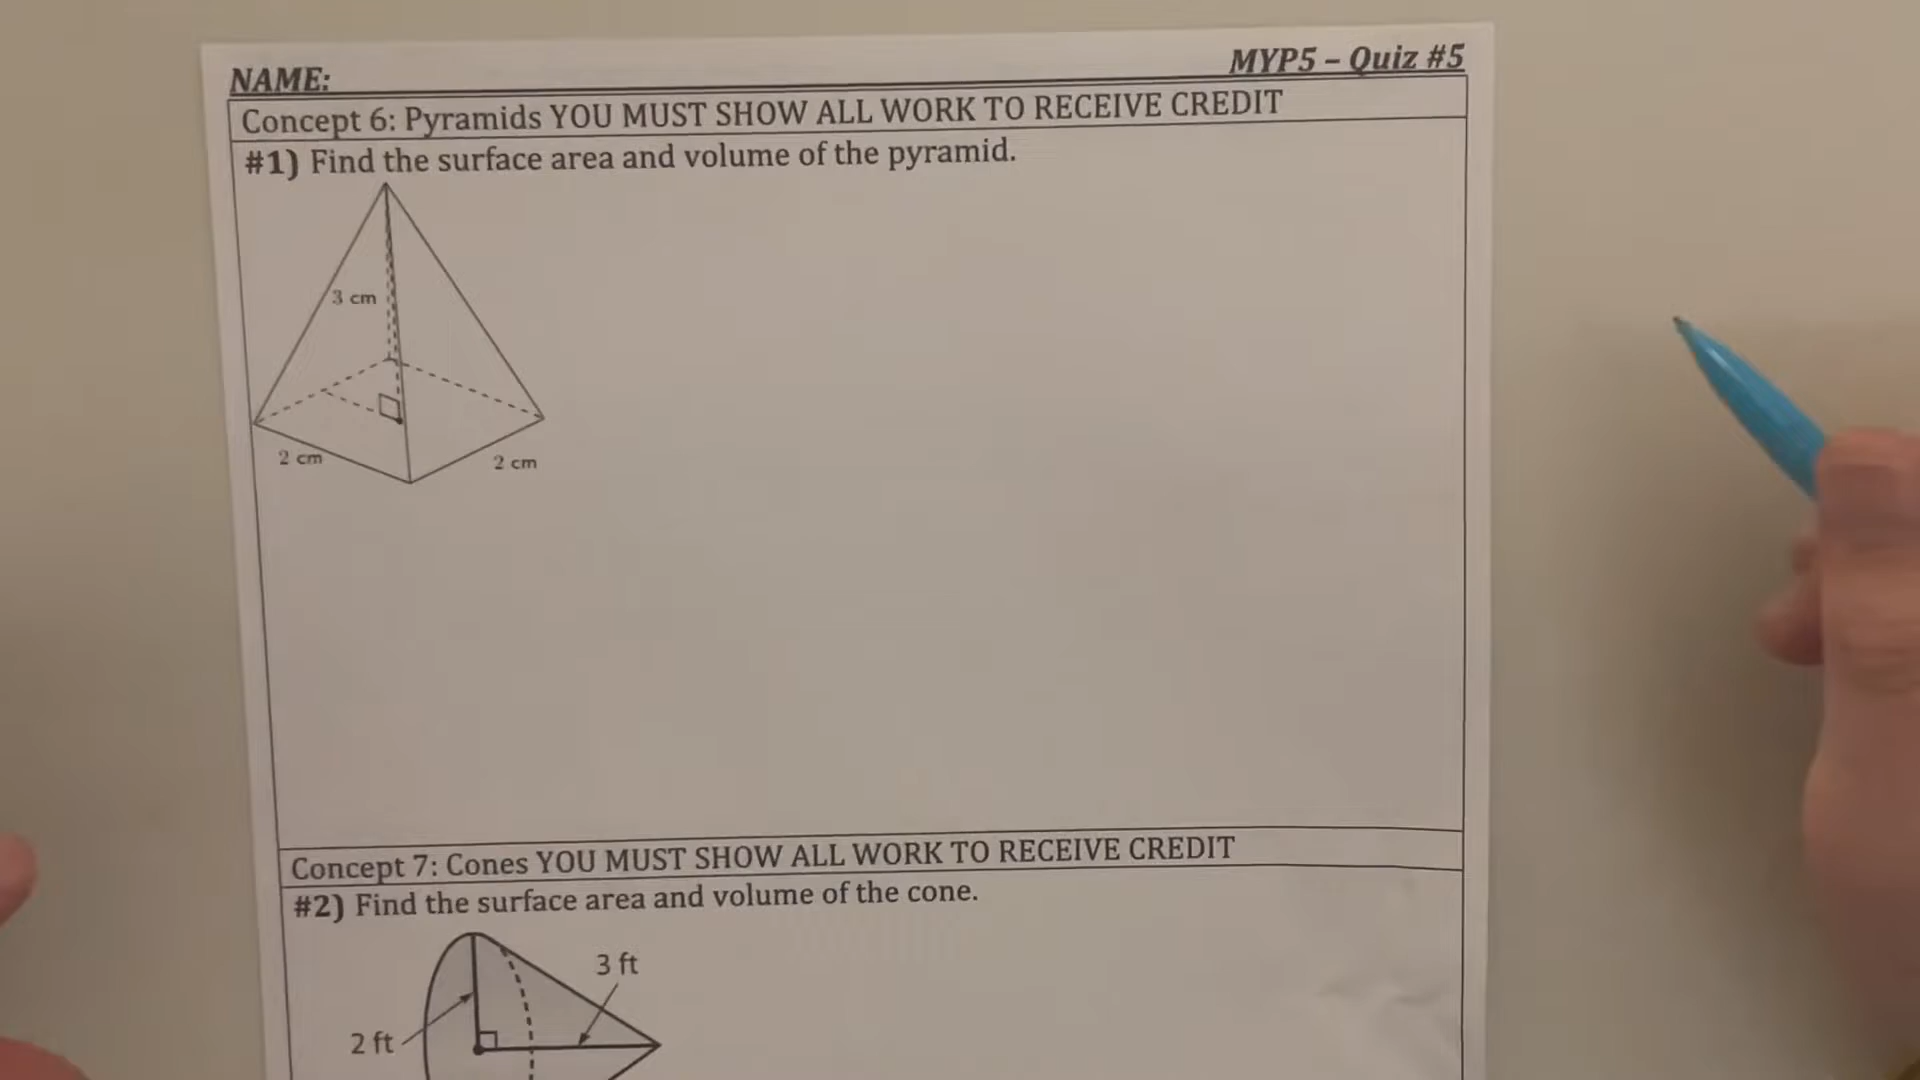 NAME:
MYP5 – Quiz #5
Concept 6: Pyramids YOU MUST SHOW ALL WORK TO RECEIVE CREDIT
#1) Find the surface area and volume of the pyramid.
3 cm
2 cm
2 cm
Concept 7: Cones YOU MUST SHOW ALL WORK TO RECEIVE CREDIT
#2) Find the surface area and volume of the cone.
3 ft
2 ft